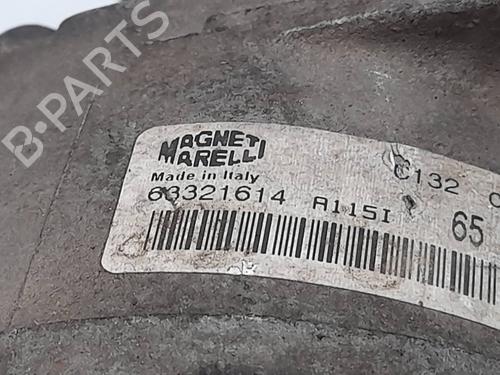 B-PARTS
MAGNETI
MARELLI
Made in Italy
63321614 A115I
C132
65